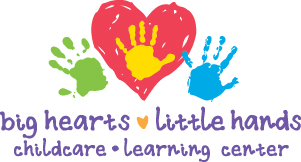 big hearts little hands
childcare • learning center